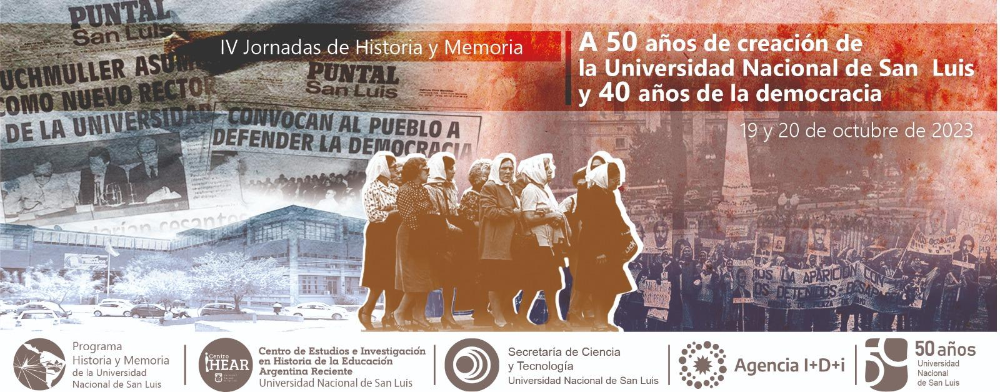 PUNTAL
San Luis
IV Jornadas de Historia y Memoria
A 50 años de creación de
la Universidad Nacional de San Luis
y 40 años de la democracia
19 y 20 de octubre de 2023
UCHMULLER ASUM
COMO NUEVO RECTOR
DE LA UNIVERSIDAD
PUNTAL
San Luis
CONVOCAN AL PUEBLO A
DEFENDER LA DEMOCRACIA
cesantes
LA APARICION CON
OS DETENIDOS-DESAP
Programa
Historia y Memoria
de la Universidad
Nacional de San Luis
Centro
HEAR
Centro de Estudios e Investigación
en Historia de la Educación
Argentina Reciente
Universidad Nacional de San Luis
Secretaría de Ciencia
y Tecnología
Universidad Nacional de San Luis
Agencia I+D+i
50
50 años
Universidad
Nacional
de San Luis